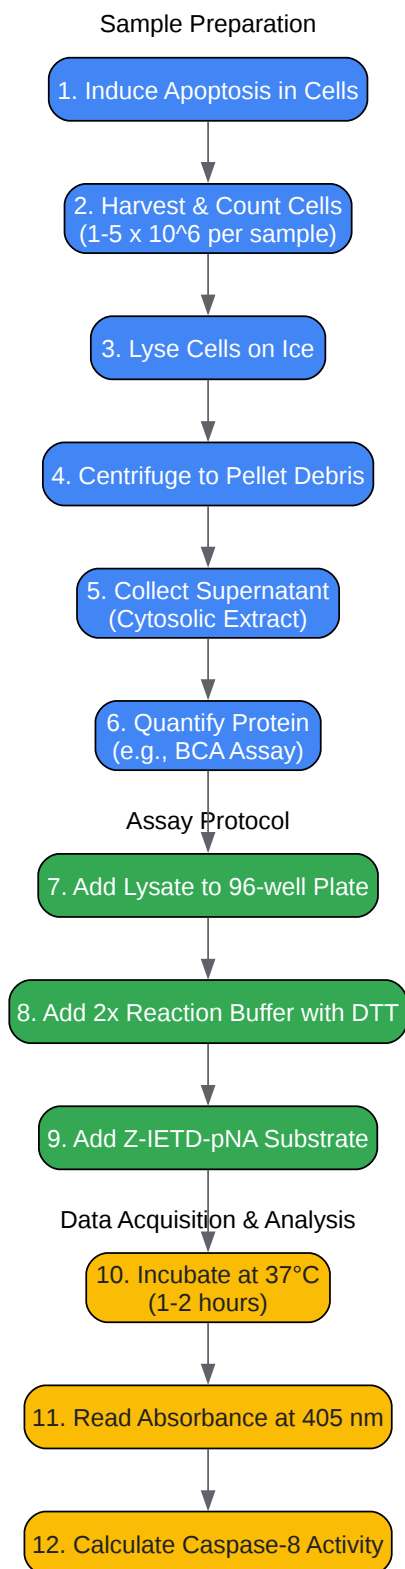 Sample Preparation
1. Induce Apoptosis in Cells
2. Harvest & Count Cells
(1-5 x 10^6 per sample)
3. Lyse Cells on Ice
4. Centrifuge to Pellet Debris
5. Collect Supernatant
(Cytosolic Extract)
6. Quantify Protein
(e.g., BCA Assay)
Assay Protocol
7. Add Lysate to 96-well Plate
8. Add 2x Reaction Buffer with DTT
9. Add Z-IETD-pNA Substrate
Data Acquisition & Analysis
10. Incubate at 37°C
(1-2 hours)
11. Read Absorbance at 405 nm
12. Calculate Caspase-8 Activity